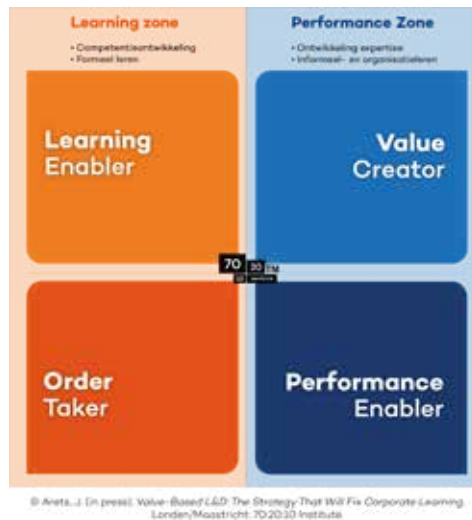 Learning zone
• Competentieontwikkeling
• Formeel leren
Performance Zone
• Ontwikkeling expertise
• Informeel- en organisatieleren
Learning
Enabler
Value
Creator
70 20 TM
Order
Taker
Performance
Enabler
© Arets, J. (in press). Value-Based L&D: The Strategy That Will Fix Corporate Learning.
Londen/Maastricht: 70:20:10 Institute